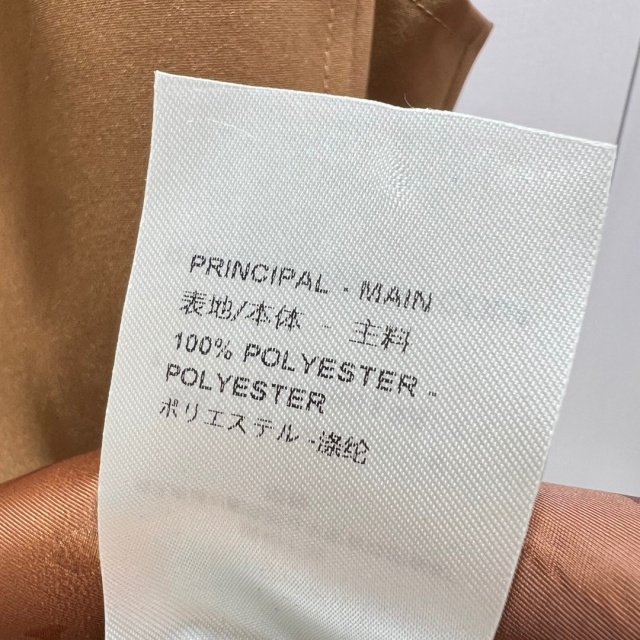 PRINCIPAL - MAIN
表地/本体 - 主料
100% POLYESTER -
POLYESTER
ポリエステル -涤纶